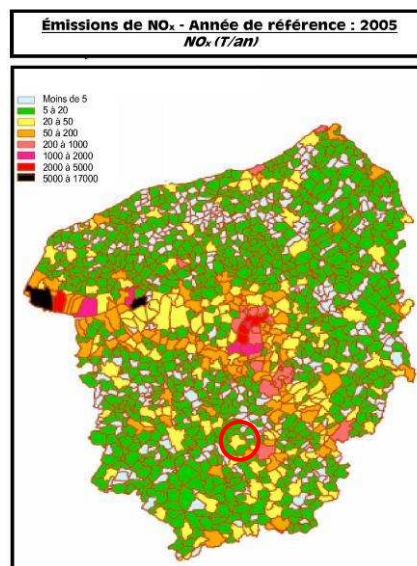 Émissions de NOₓ - Année de référence : 2005
NOₓ (T/an)
Moins de 5
5 à 20
20 à 50
50 à 200
200 à 1000
1000 à 2000
2000 à 5000
5000 à 17000